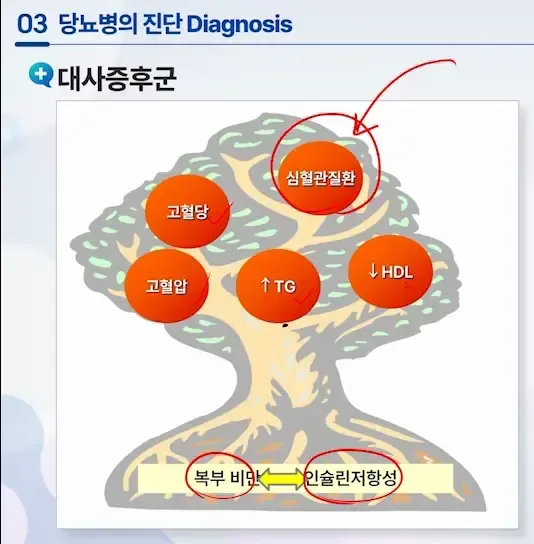 03 당뇨병의 진단 Diagnosis
대사증후군
심혈관질환
고혈당
고혈압
↑TG
↓HDL
복부 비만 인슐린저항성